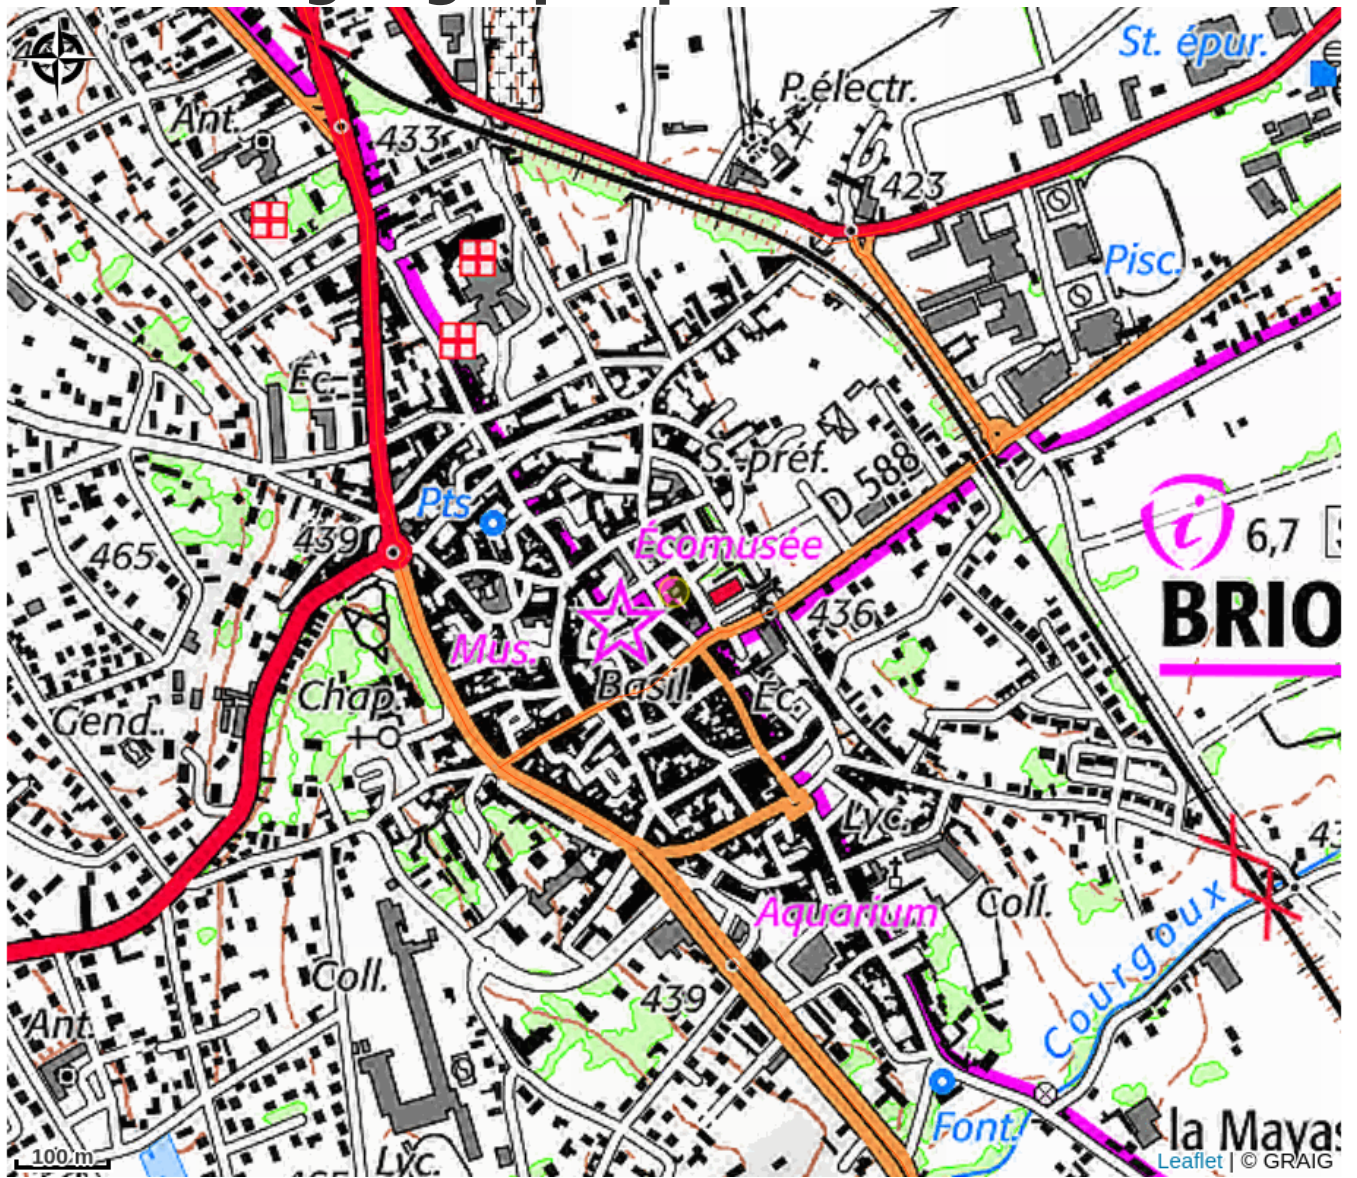 St. épur.
P.électr.
Ant.
433
423
Pisc.
Éc.
S.-préf.
D 588
Pts
439
Écomusée
6,7
465
BRIO
436
Mus.
Basil.
Éc.
Chap.
Gend.
Lyc.
Aquarium
Coll.
Courgoux
Coll.
439
Ant.
Font.
la Mayas
Lyc.
100 m
Leaflet | © GRAIG